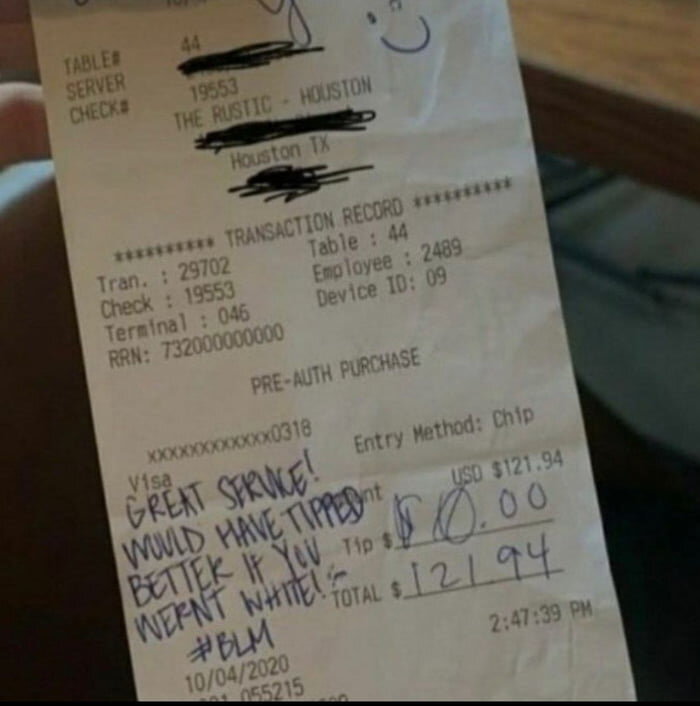 TABLE# 44
SERVER
CHECK# 19553
THE RUSTIC - HOUSTON
Houston TX
********** TRANSACTION RECORD **********
Tran. : 29702 Table : 44
Check : 19553 Employee : 2489
Terminal : 046 Device ID: 09
RRN: 732000000000
PRE-AUTH PURCHASE
xxxxxxxxxxxx0318 Entry Method: Chip
Visa
USD $121.94
GREAT SERVICE!
WOULD HAVE TIPPED
BETTER IF YOU
WERNT WHITE!
#BLM
Tip $ 0.00
TOTAL $ 121.94
2:47:39 PM
10/04/2020
055215